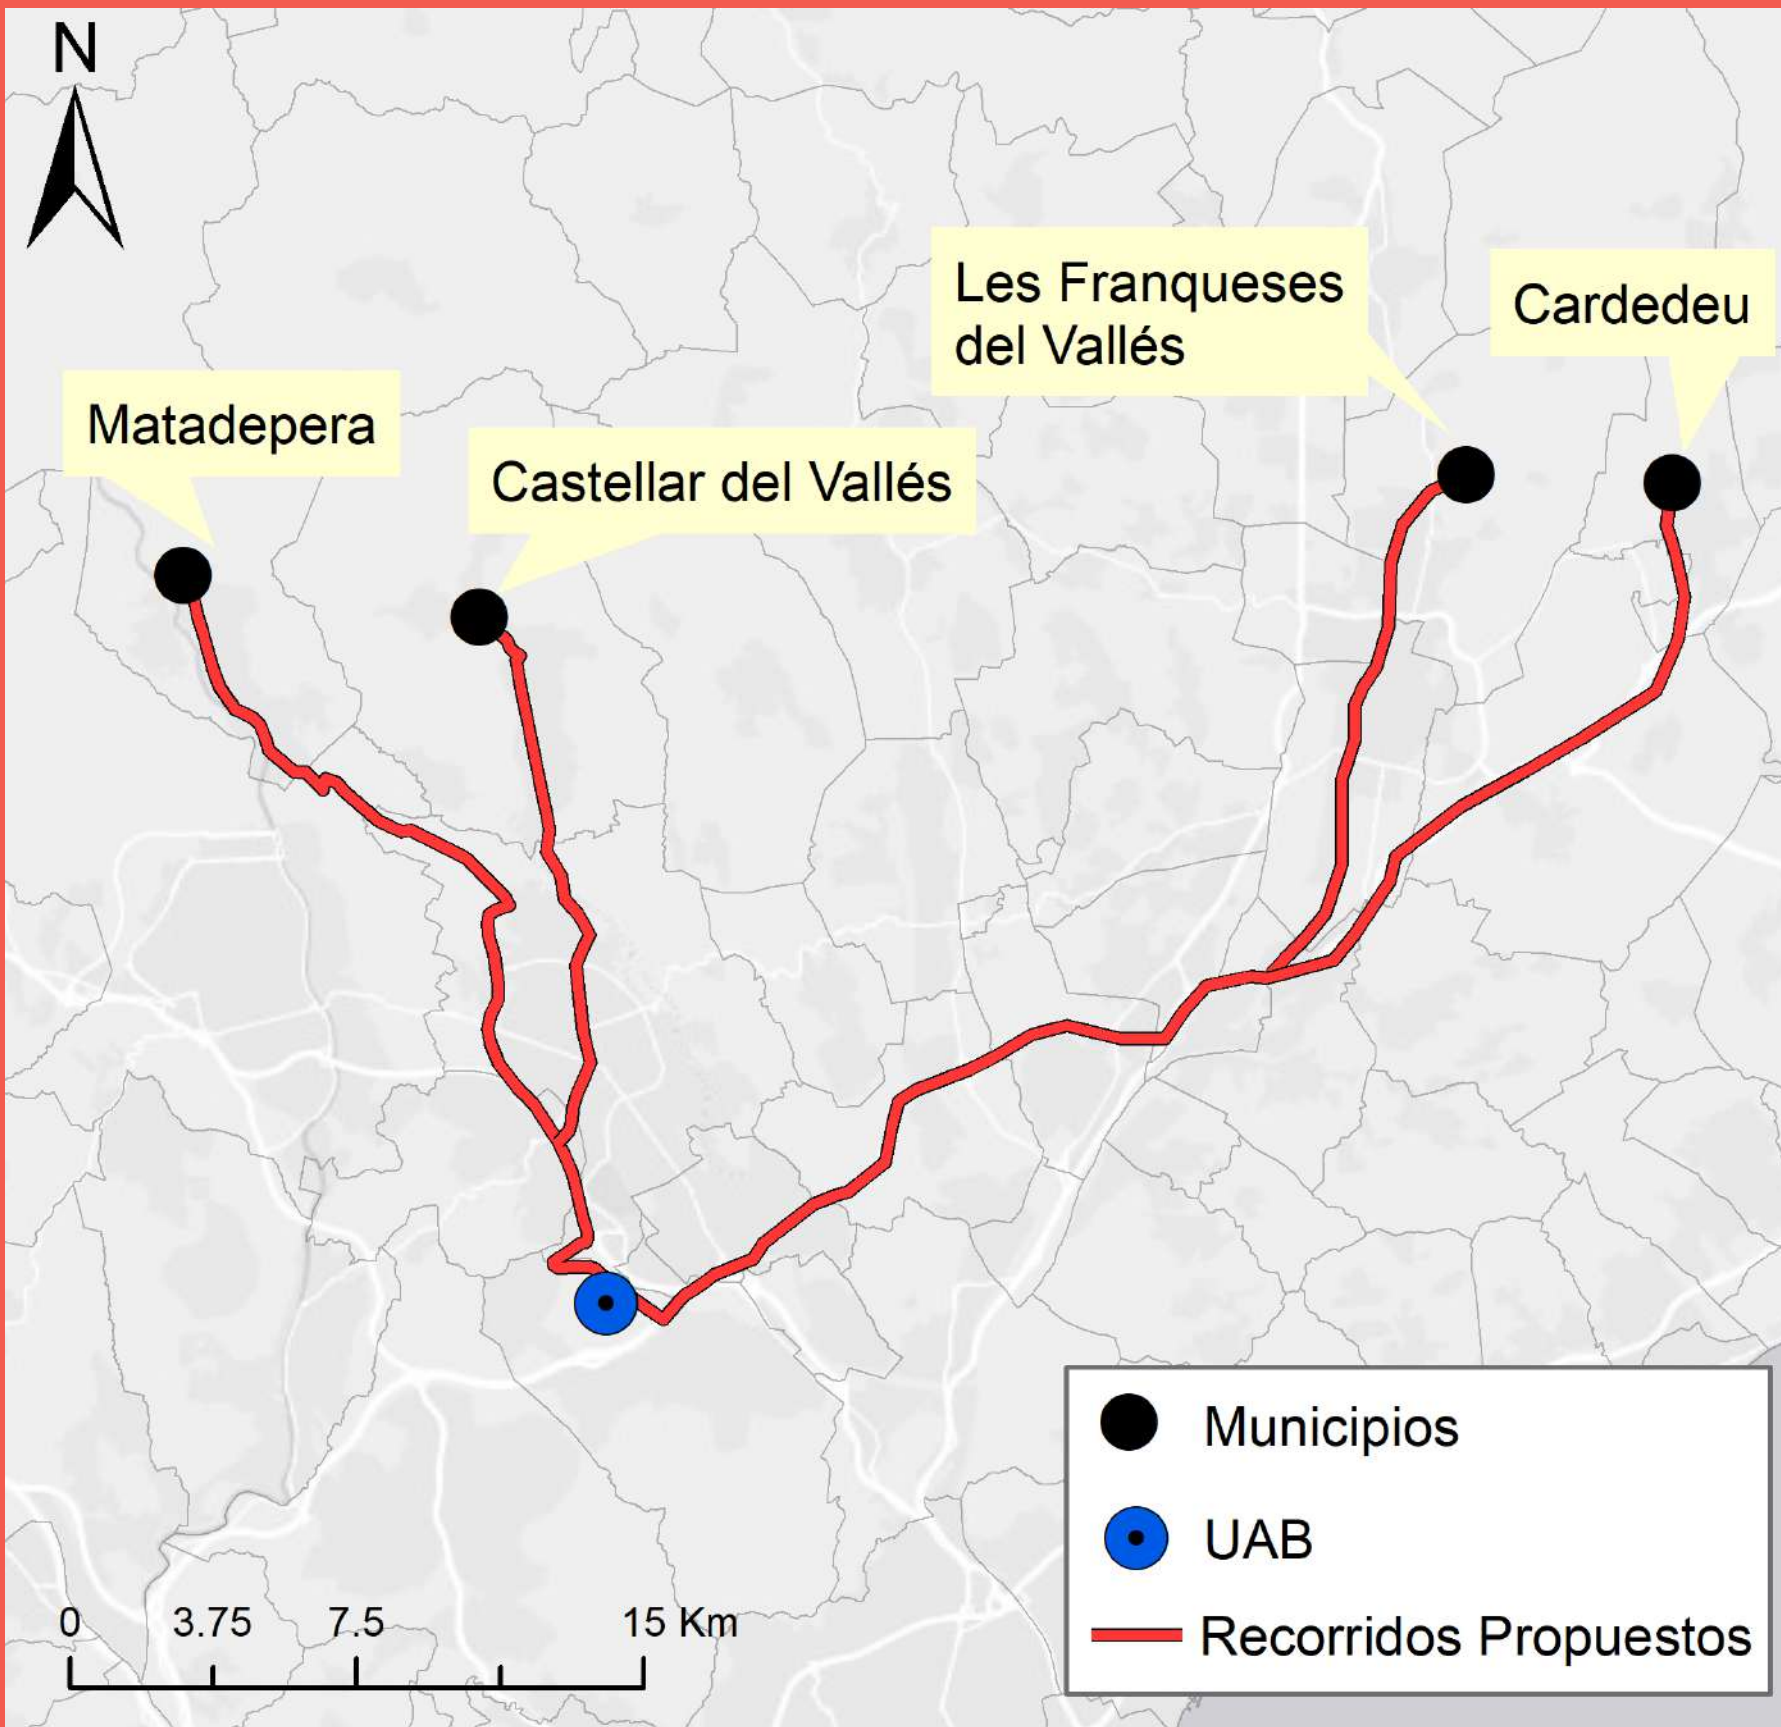 N
Les Franqueses
del Vallés
Cardedeu
Matadepera
Castellar del Vallés
Municipios
UAB
Recorridos Propuestos
0 3.75 7.5 15 Km